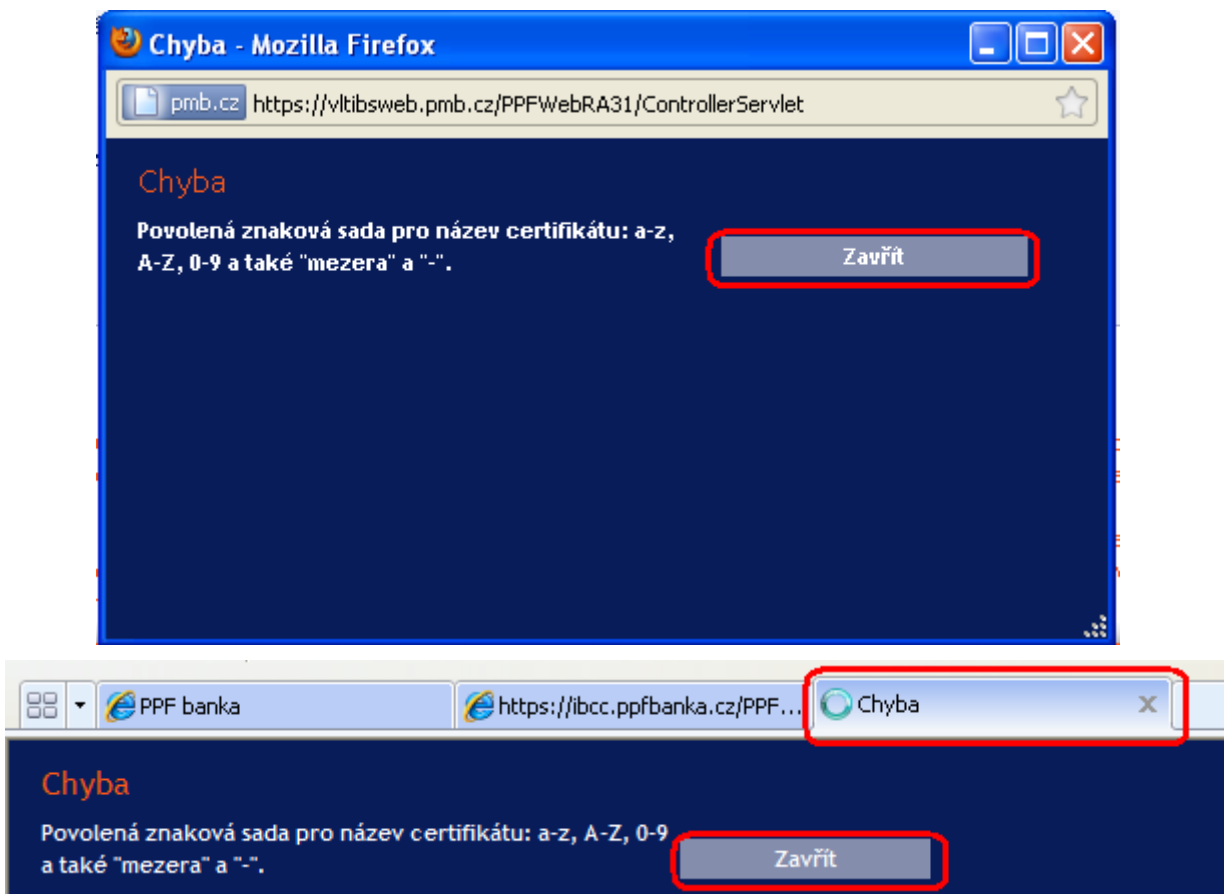 Chyba - Mozilla Firefox
pmb.cz https://vltibsweb.pmb.cz/PPFWebRA31/ControllerServlet
Chyba
Povolená znaková sada pro název certifikátu: a-z,
A-Z, 0-9 a také "mezera" a "-".
Zavřít
PPF banka
https://ibcc.ppfbanka.cz/PPF...
Chyba
Chyba
Povolená znaková sada pro název certifikátu: a-z, A-Z, 0-9
a také "mezera" a "-".
Zavřít